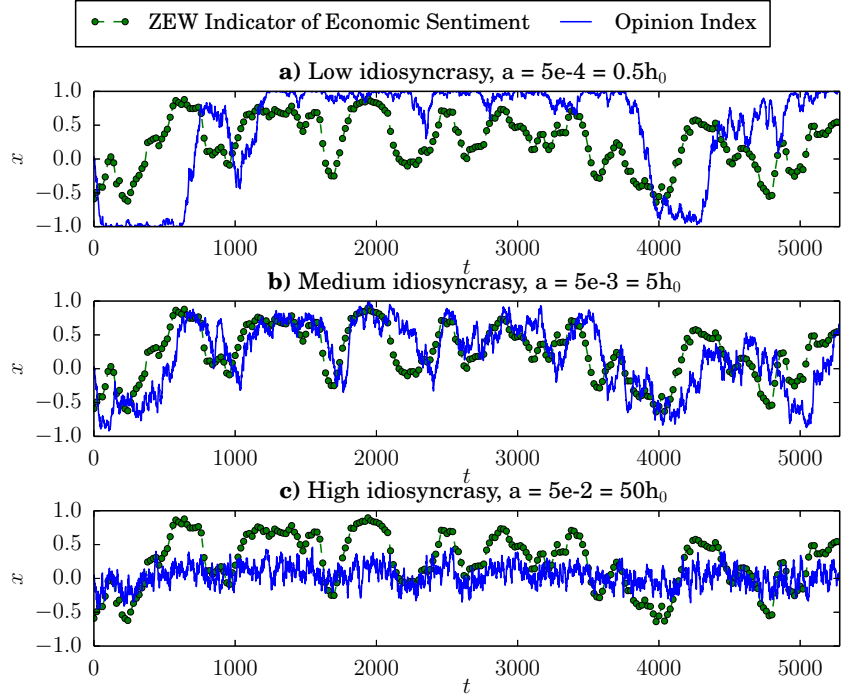 ZEW Indicator of Economic Sentiment Opinion Index
a) Low idiosyncrasy, a = 5e-4 = 0.5h₀
1.0
0.5
0.0
−0.5
−1.0
x
0 1000 2000 3000 4000 5000
t
b) Medium idiosyncrasy, a = 5e-3 = 5h₀
1.0
0.5
0.0
−0.5
−1.0
x
0 1000 2000 3000 4000 5000
t
c) High idiosyncrasy, a = 5e-2 = 50h₀
1.0
0.5
0.0
−0.5
−1.0
x
0 1000 2000 3000 4000 5000
t